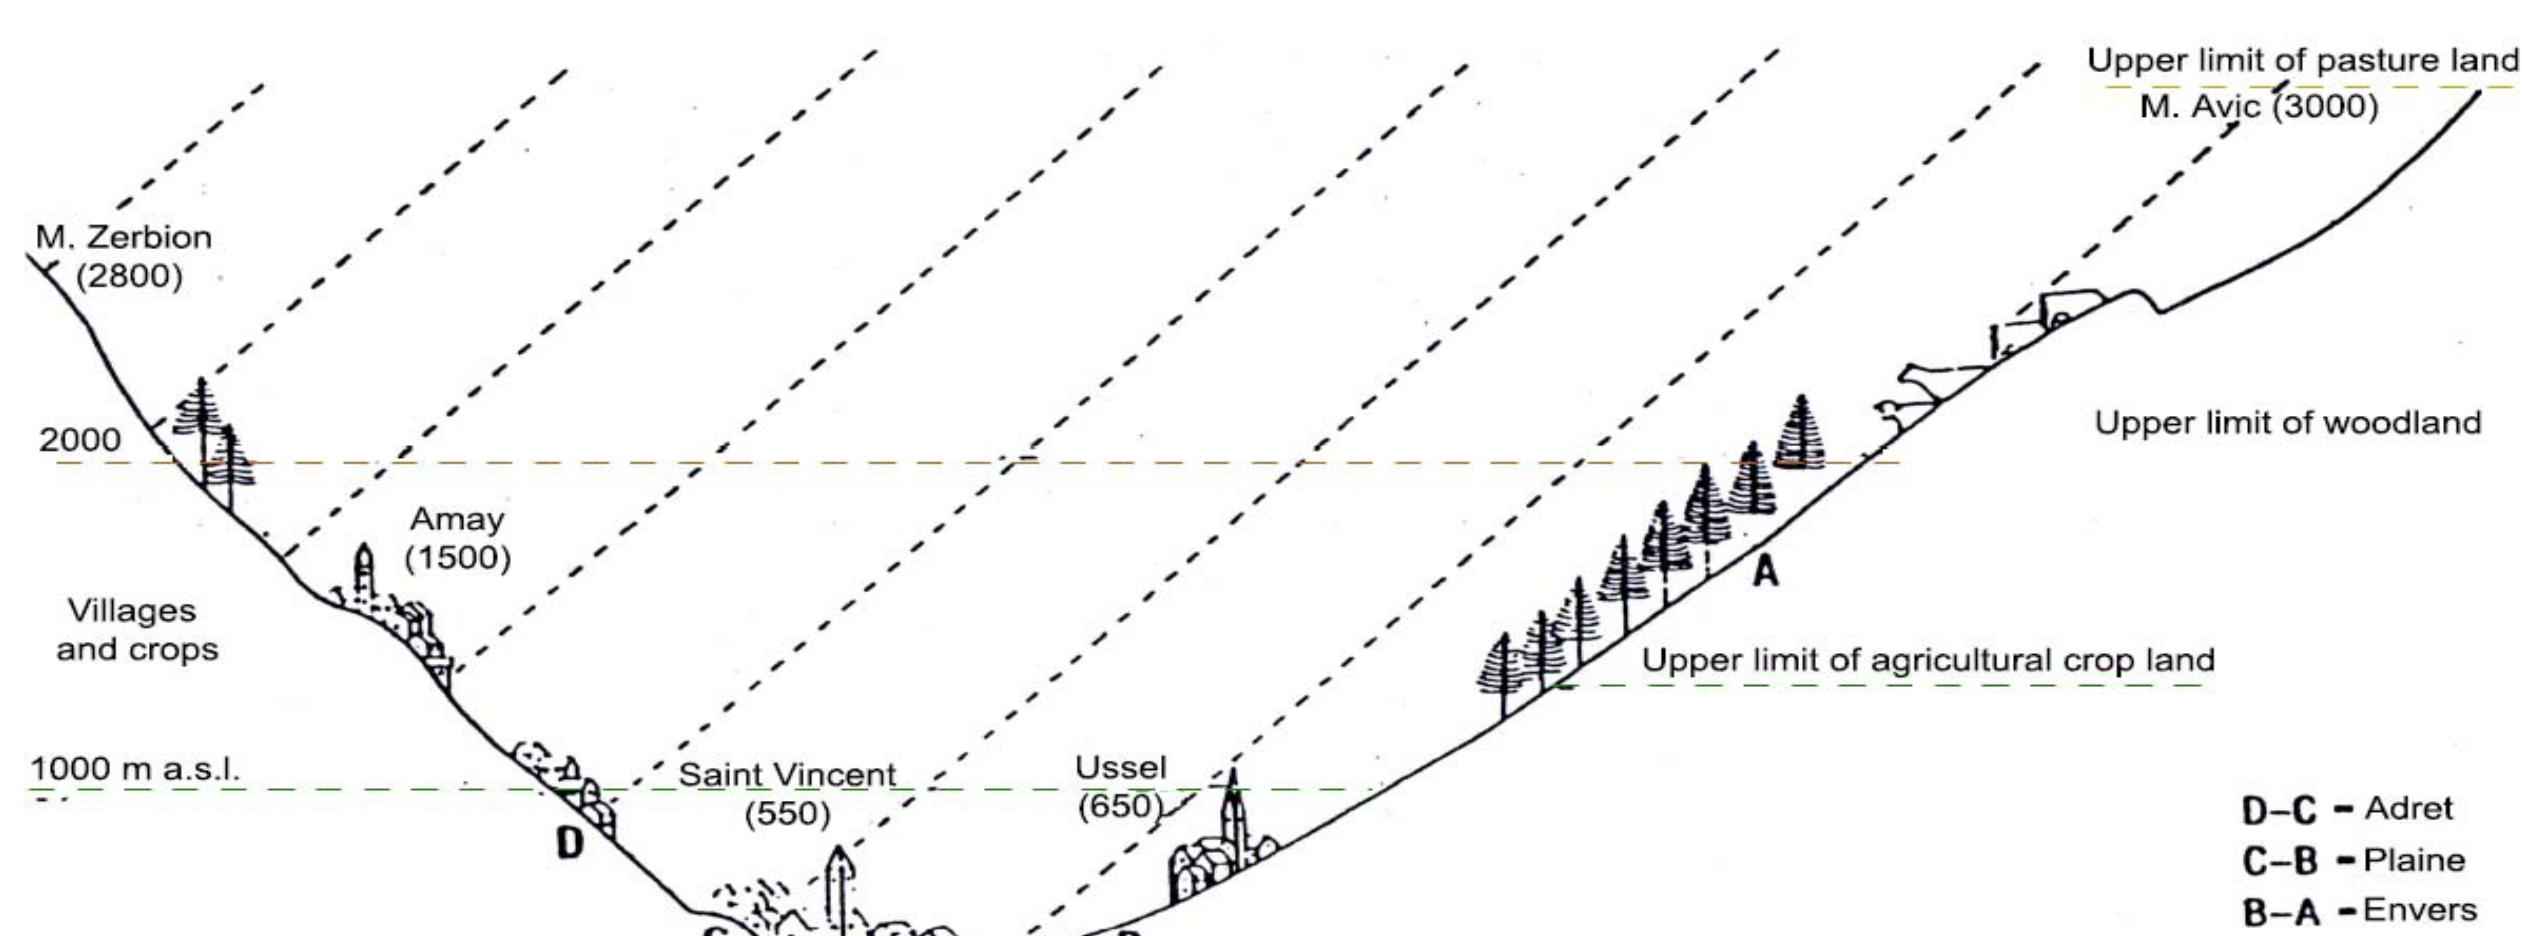 Upper limit of pasture land
M. Avic (3000)
M. Zerbion
(2800)
2000
Upper limit of woodland
Amay
(1500)
A
Villages
and crops
Upper limit of agricultural crop land
1000 m a.s.l.
Saint Vincent
(550)
Ussel
(650)
D
D–C – Adret
C–B – Plaine
B–A – Envers